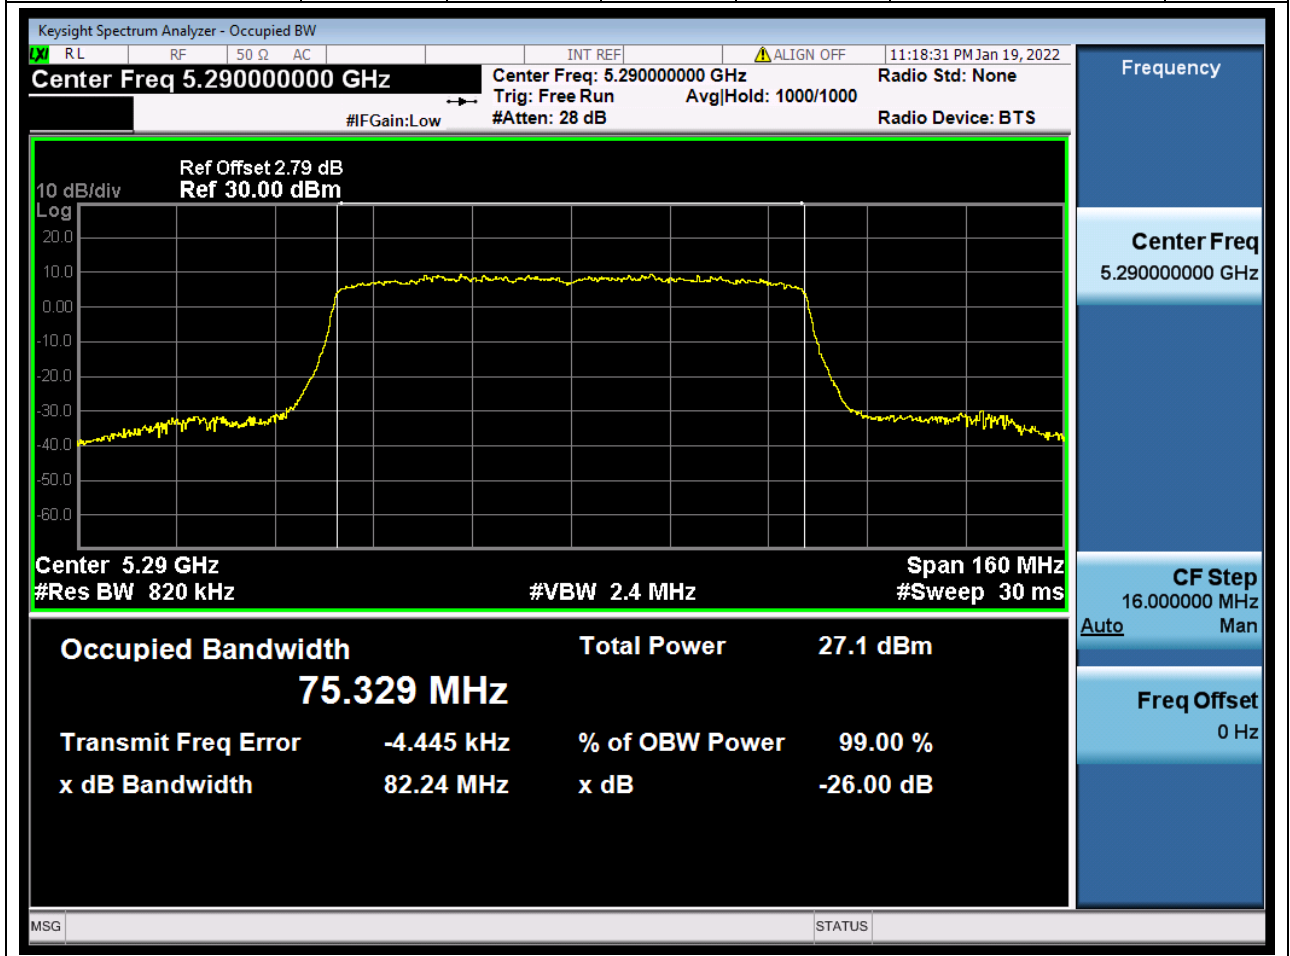 Keysight Spectrum Analyzer - Occupied BW
LXI RL RF 50 Ω AC INT REF ALIGN OFF 11:18:31 PM Jan 19, 2022
Center Freq 5.290000000 GHz
Center Freq: 5.290000000 GHz Radio Std: None
Trig: Free Run Avg|Hold: 1000/1000
#IFGain:Low #Atten: 28 dB Radio Device: BTS
Ref Offset 2.79 dB
10 dB/div Ref 30.00 dBm
Log
20.0
10.0
0.00
-10.0
-20.0
-30.0
-40.0
-50.0
-60.0
Center 5.29 GHz Span 160 MHz
#Res BW 820 kHz #VBW 2.4 MHz #Sweep 30 ms
Occupied Bandwidth Total Power 27.1 dBm
75.329 MHz
Transmit Freq Error -4.445 kHz % of OBW Power 99.00 %
x dB Bandwidth 82.24 MHz x dB -26.00 dB
MSG STATUS
Frequency
Center Freq
5.290000000 GHz
CF Step
16.000000 MHz
Auto Man
Freq Offset
0 Hz